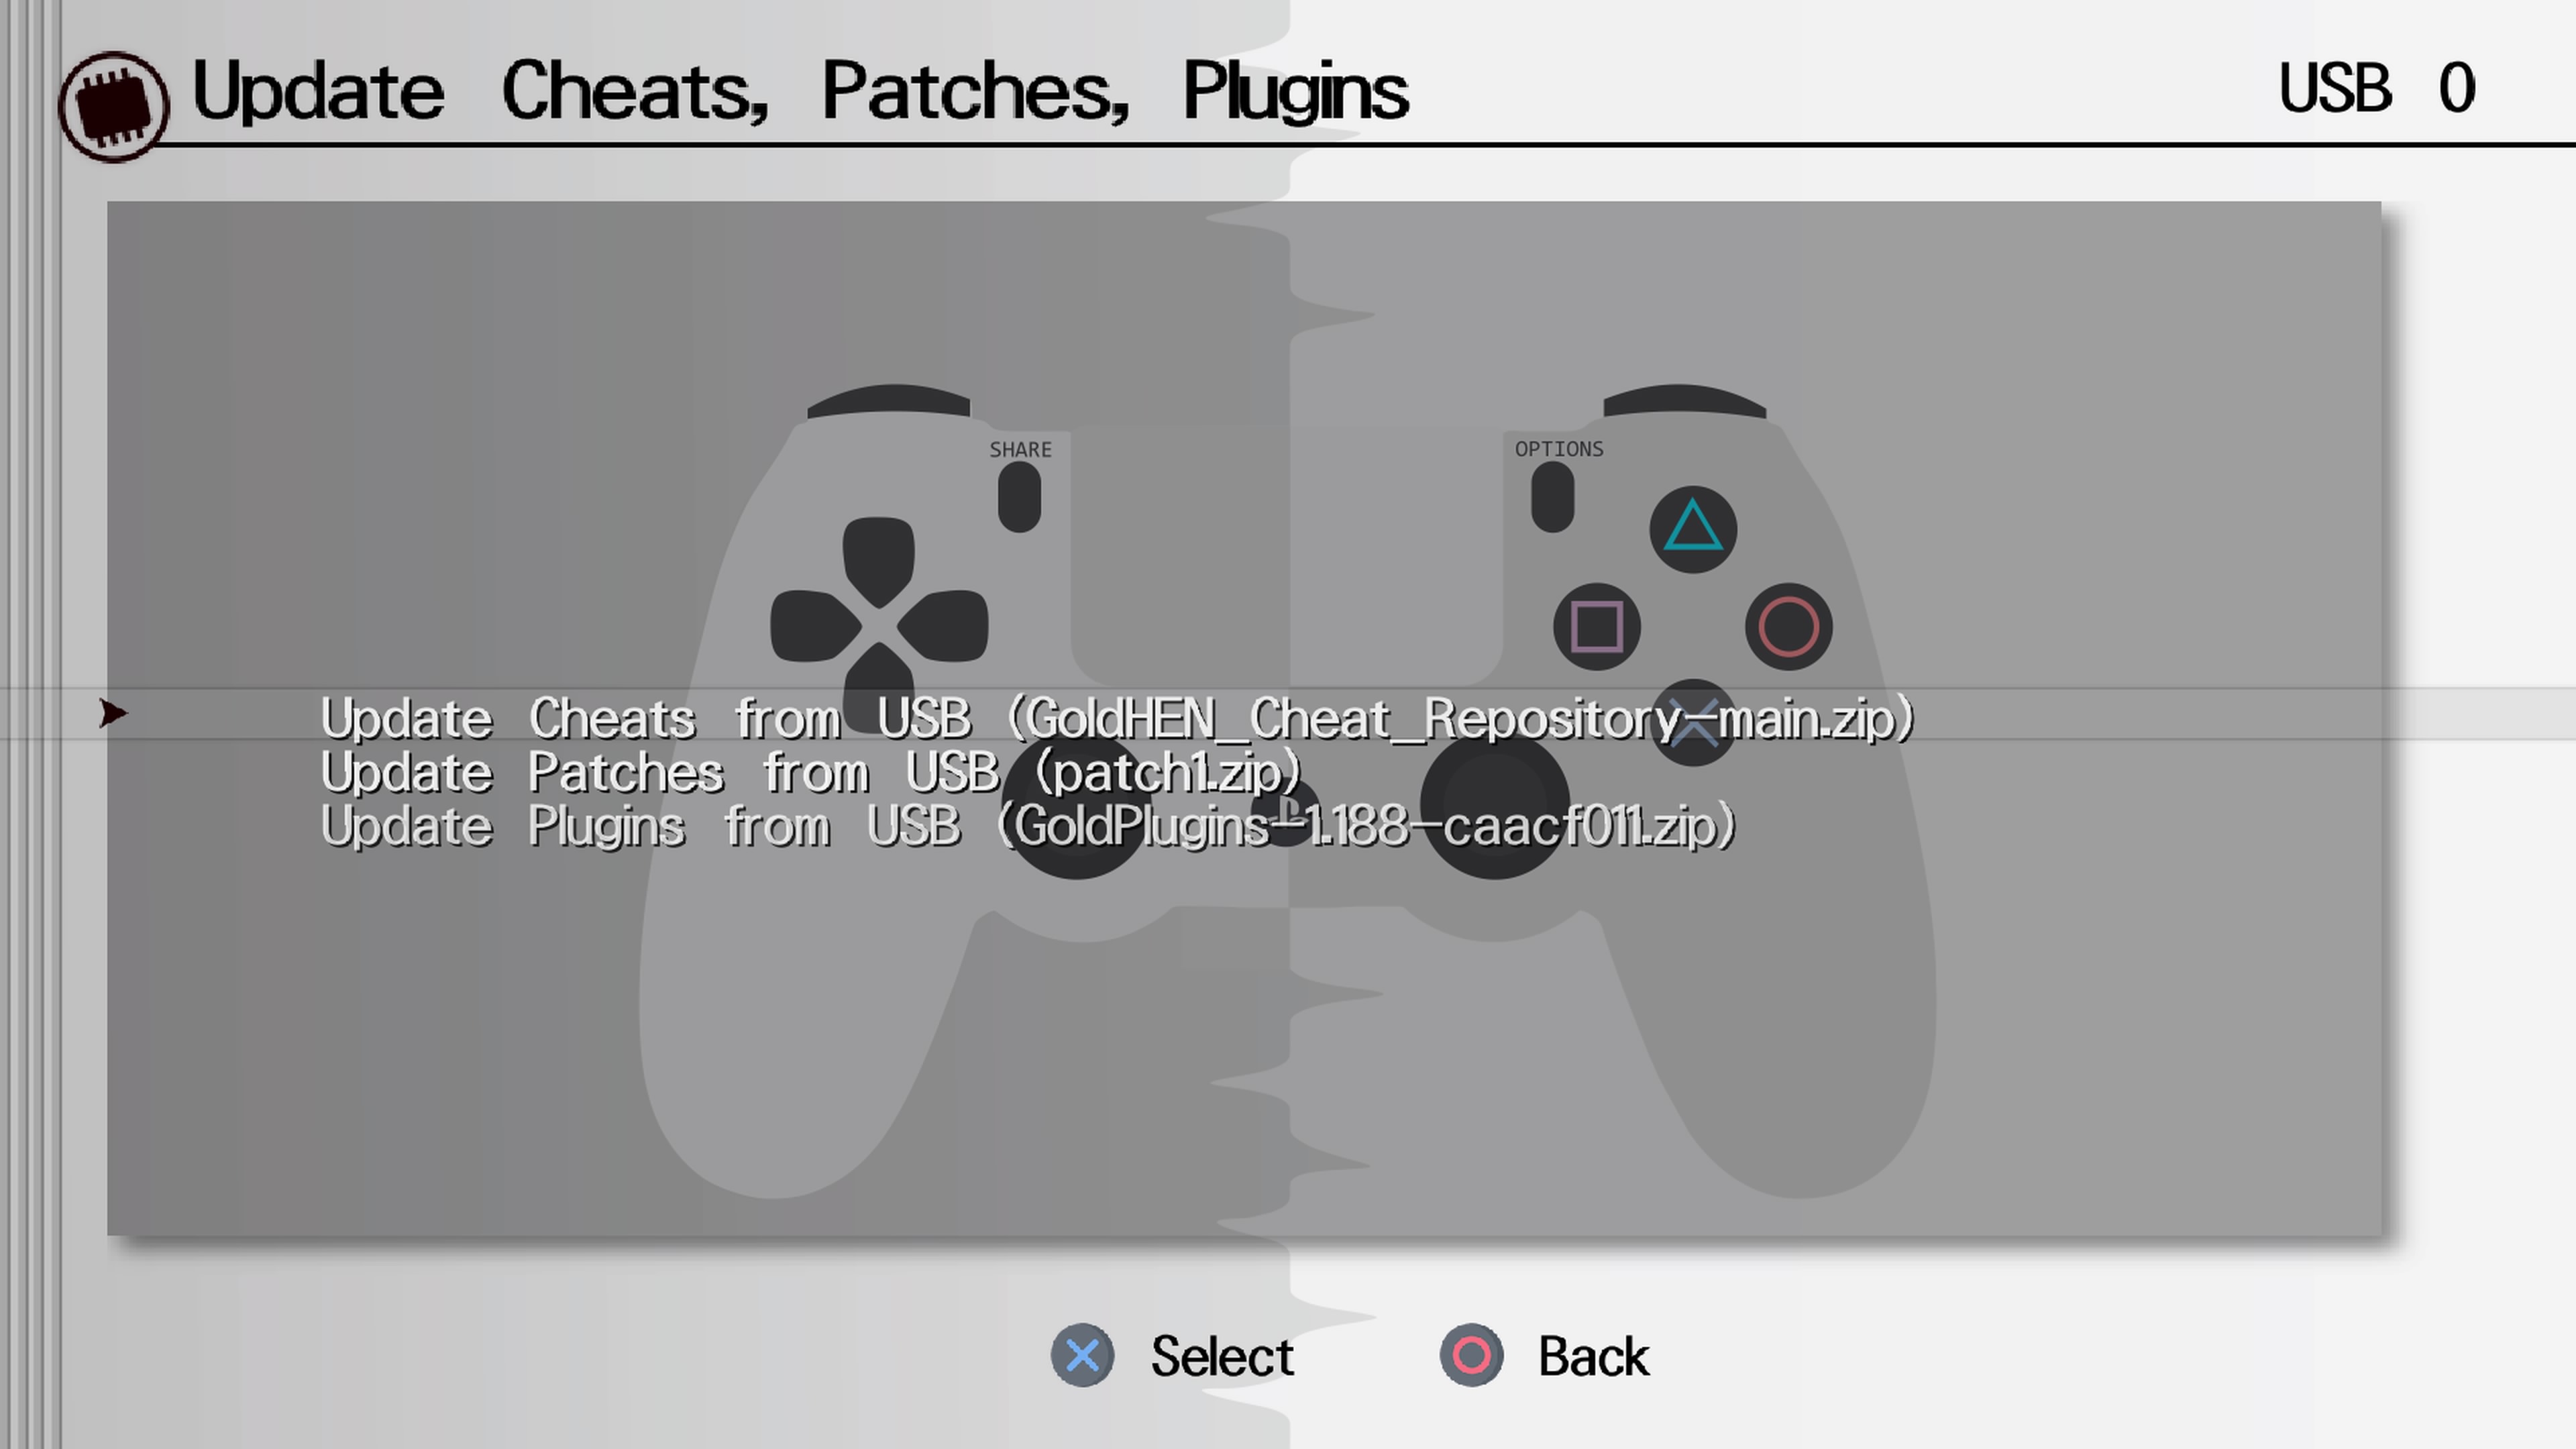 Update Cheats, Patches, Plugins
USB 0
SHARE
OPTIONS
Update Cheats from USB (GoldHEN_Cheat_Repository-main.zip)
Update Patches from USB (patch1.zip)
Update Plugins from USB (GoldPlugins-1.188-caacf011.zip)
Select
Back